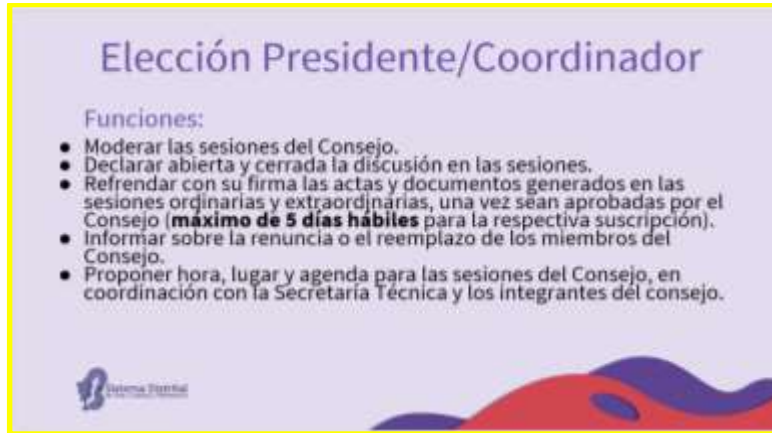 Elección Presidente/Coordinador
Funciones:
● Moderar las sesiones del Consejo.
● Declarar abierta y cerrada la discusión en las sesiones.
● Refrendar con su firma las actas y documentos generados en las
sesiones ordinarias y extraordinarias, una vez sean aprobadas por el
Consejo (máximo de 5 días hábiles para la respectiva suscripción).
● Informar sobre la renuncia o el reemplazo de los miembros del
Consejo.
● Proponer hora, lugar y agenda para las sesiones del Consejo, en
coordinación con la Secretaría Técnica y los integrantes del consejo.
Sistema Distrital